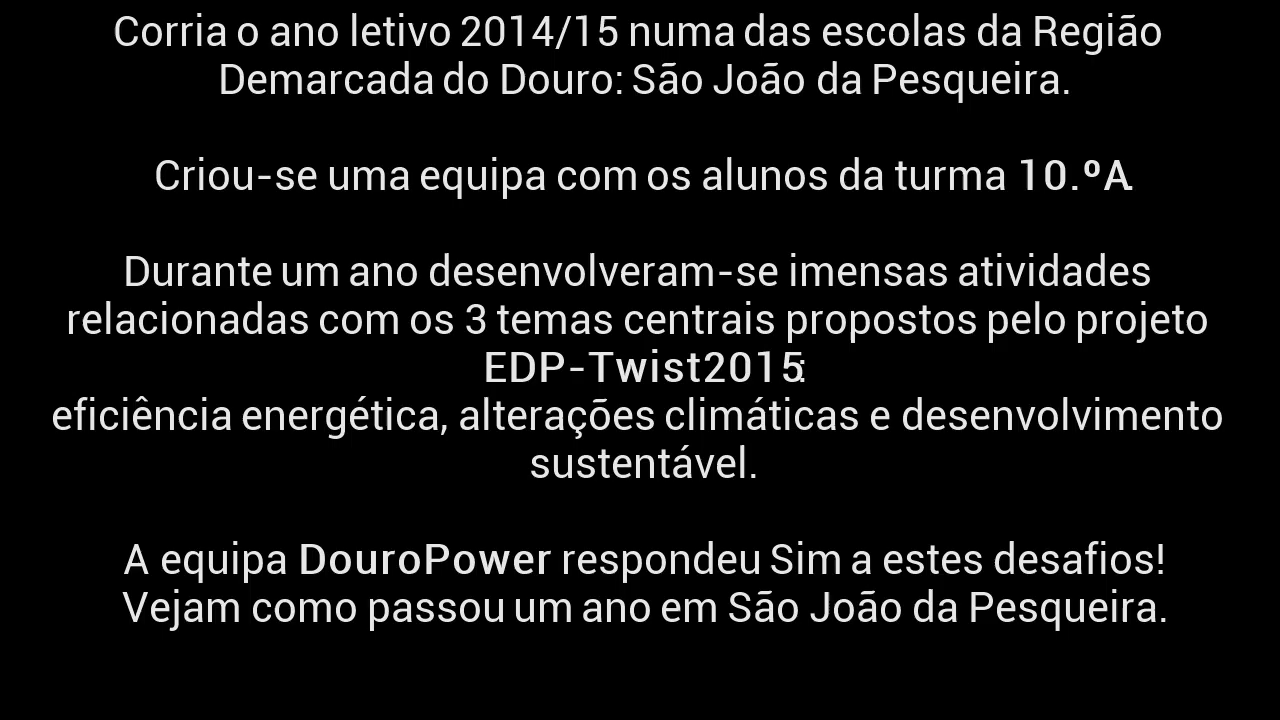 Corria o ano letivo 2014/15 numa das escolas da Região
Demarcada do Douro: São João da Pesqueira.
Criou-se uma equipa com os alunos da turma 10.ºA
Durante um ano desenvolveram-se imensas atividades
relacionadas com os 3 temas centrais propostos pelo projeto
EDP-Twist2015:
eficiência energética, alterações climáticas e desenvolvimento
sustentável.
A equipa DouroPower respondeu Sim a estes desafios!
Vejam como passou um ano em São João da Pesqueira.